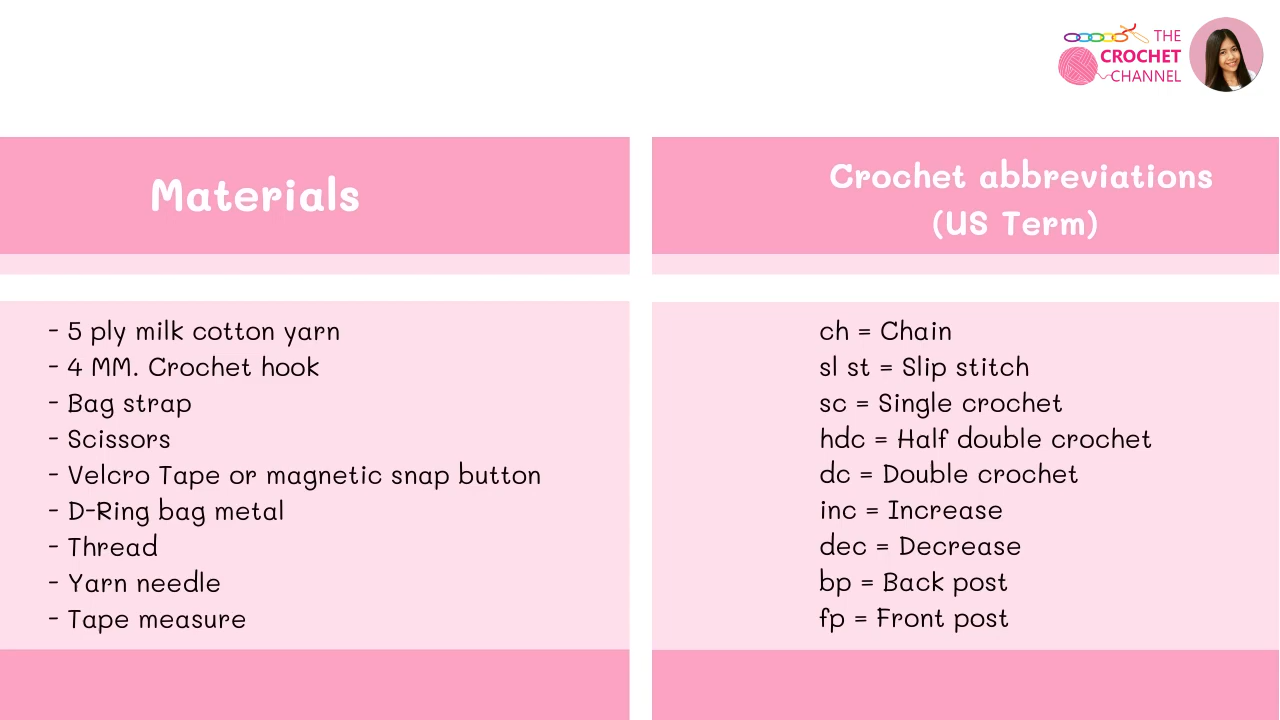 THE
CROCHET
CHANNEL
Materials
- 5 ply milk cotton yarn
- 4 MM. Crochet hook
- Bag strap
- Scissors
- Velcro Tape or magnetic snap button
- D-Ring bag metal
- Thread
- Yarn needle
- Tape measure
Crochet abbreviations
(US Term)
ch = Chain
sl st = Slip stitch
sc = Single crochet
hdc = Half double crochet
dc = Double crochet
inc = Increase
dec = Decrease
bp = Back post
fp = Front post